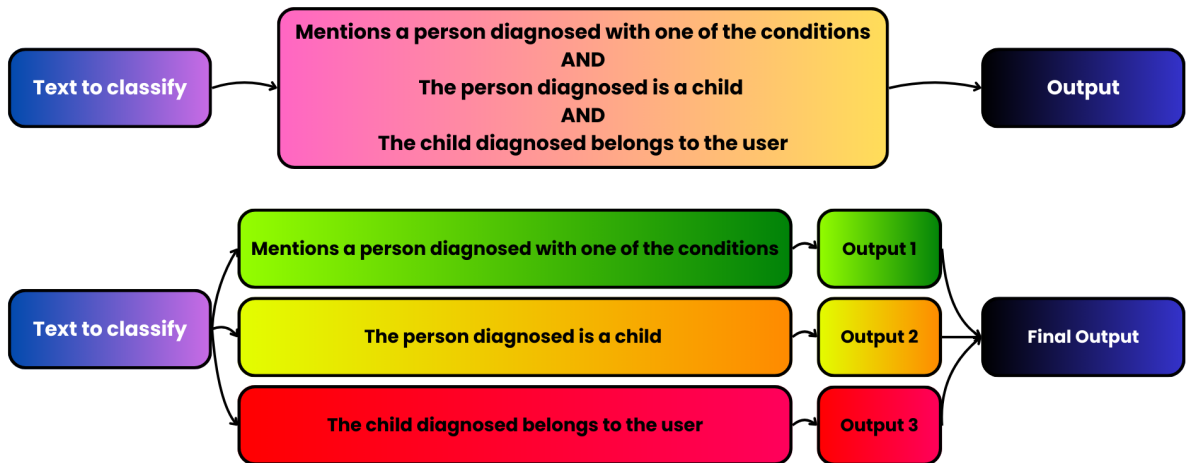 Text to classify
Mentions a person diagnosed with one of the conditions
AND
The person diagnosed is a child
AND
The child diagnosed belongs to the user
Output
Text to classify
Mentions a person diagnosed with one of the conditions
Output 1
The person diagnosed is a child
Output 2
The child diagnosed belongs to the user
Output 3
Final Output